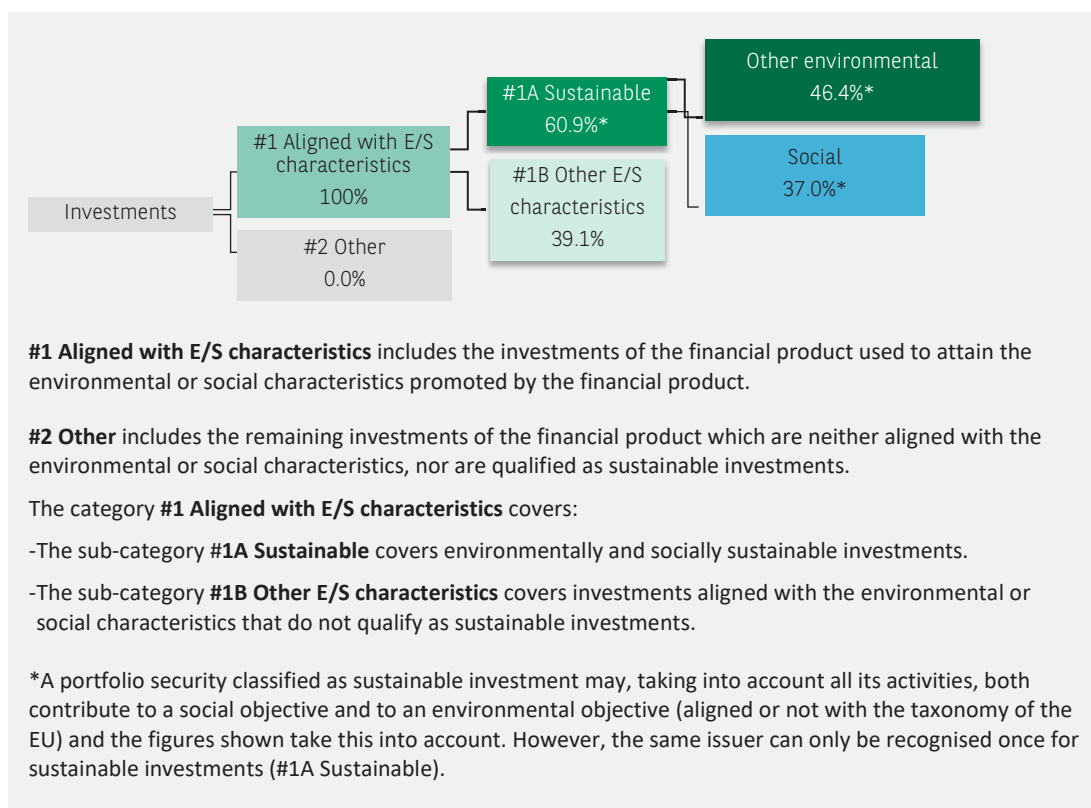 Investments
#1 Aligned with E/S
characteristics
100%
#2 Other
0.0%
#1A Sustainable
60.9%*
#1B Other E/S
characteristics
39.1%
Other environmental
46.4%*
Social
37.0%*
#1 Aligned with E/S characteristics includes the investments of the financial product used to attain the
environmental or social characteristics promoted by the financial product.
#2 Other includes the remaining investments of the financial product which are neither aligned with the
environmental or social characteristics, nor are qualified as sustainable investments.
The category #1 Aligned with E/S characteristics covers:
-The sub-category #1A Sustainable covers environmentally and socially sustainable investments.
-The sub-category #1B Other E/S characteristics covers investments aligned with the environmental or
social characteristics that do not qualify as sustainable investments.
*A portfolio security classified as sustainable investment may, taking into account all its activities, both
contribute to a social objective and to an environmental objective (aligned or not with the taxonomy of the
EU) and the figures shown take this into account. However, the same issuer can only be recognised once for
sustainable investments (#1A Sustainable).